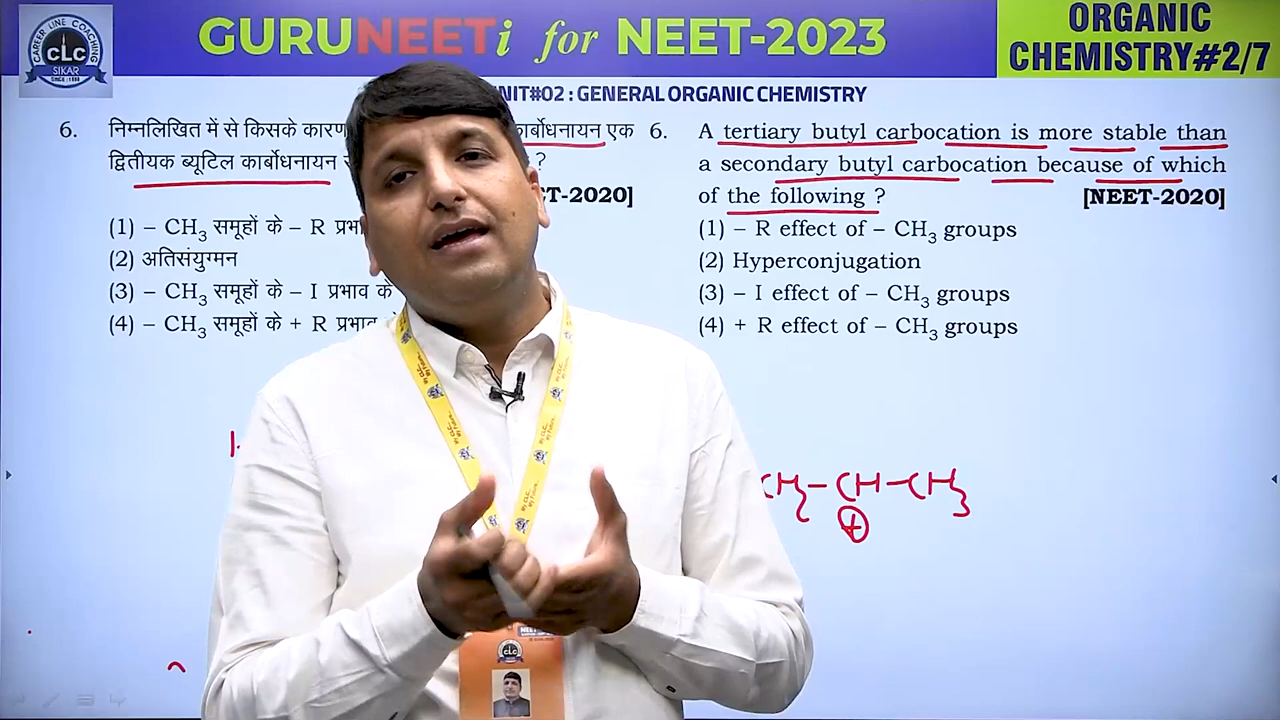 CAREER LINE COACHING
CLC
SIKAR
SINCE : 1996
GURUNEETi for NEET-2023
ORGANIC
CHEMISTRY#2/7
NIT#02 : GENERAL ORGANIC CHEMISTRY
6. निम्नलिखित में से किसके कारण कार्बोधनायन एक
द्वितीयक ब्यूटिल कार्बोधनायन ?
ET-2020]
(1) – CH₃ समूहों के – R
(2) अतिसंयुग्मन
(3) – CH₃ समूहों के – I प्रभाव के
(4) – CH₃ समूहों के + R प्रभाव
6. A tertiary butyl carbocation is more stable than
a secondary butyl carbocation because of which
of the following ? [NEET-2020]
(1) – R effect of – CH₃ groups
(2) Hyperconjugation
(3) – I effect of – CH₃ groups
(4) + R effect of – CH₃ groups
CH₃–CH–CH₃
+
CLC